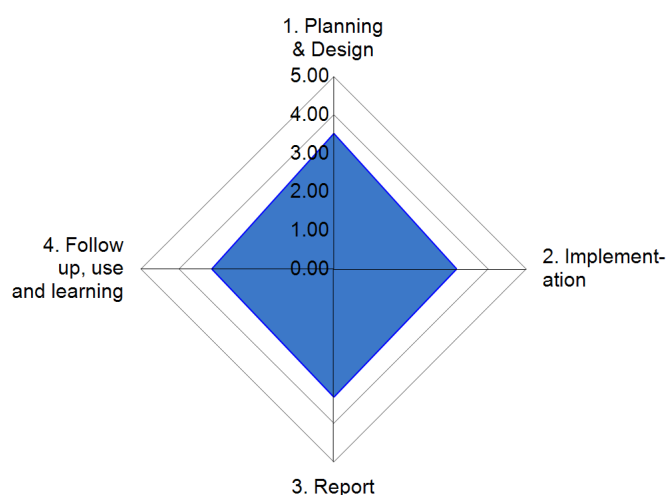 1. Planning
& Design
5.00
4.00
3.00
2.00
1.00
0.00
4. Follow
up, use
and learning
2. Implement-
ation
3. Report